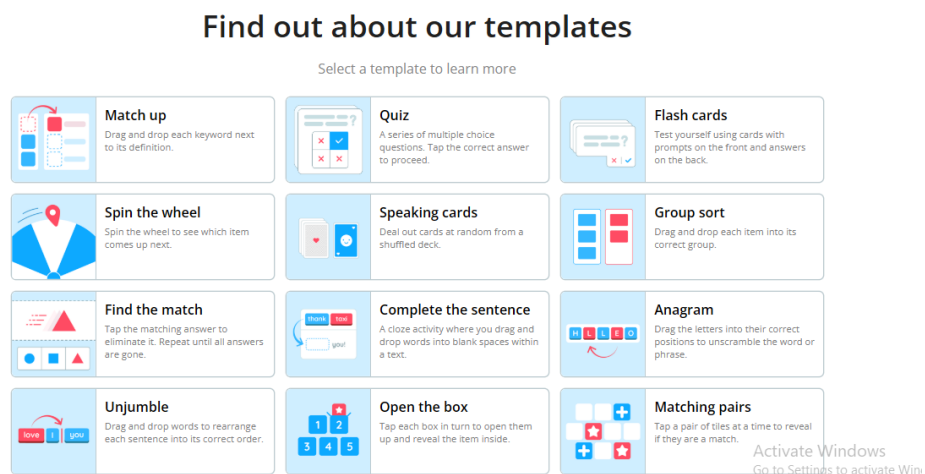 Find out about our templates
Select a template to learn more
Match up
Drag and drop each keyword next
to its definition.
Quiz
A series of multiple choice
questions. Tap the correct answer
to proceed.
Flash cards
Test yourself using cards with
prompts on the front and answers
on the back.
Spin the wheel
Spin the wheel to see which item
comes up next.
Speaking cards
Deal out cards at random from a
shuffled deck.
Group sort
Drag and drop each item into its
correct group.
Find the match
Tap the matching answer to
eliminate it. Repeat until all answers
are gone.
thank taxi
you!
Complete the sentence
A cloze activity where you drag and
drop words into blank spaces within
a text.
H L L E O
Anagram
Drag the letters into their correct
positions to unscramble the word or
phrase.
love I you
Unjumble
Drag and drop words to rearrange
each sentence into its correct order.
1 2
3 4 5
Open the box
Tap each box in turn to open them
up and reveal the item inside.
Matching pairs
Tap a pair of tiles at a time to reveal
if they are a match.
Activate Windows
Go to Settings to activate Win